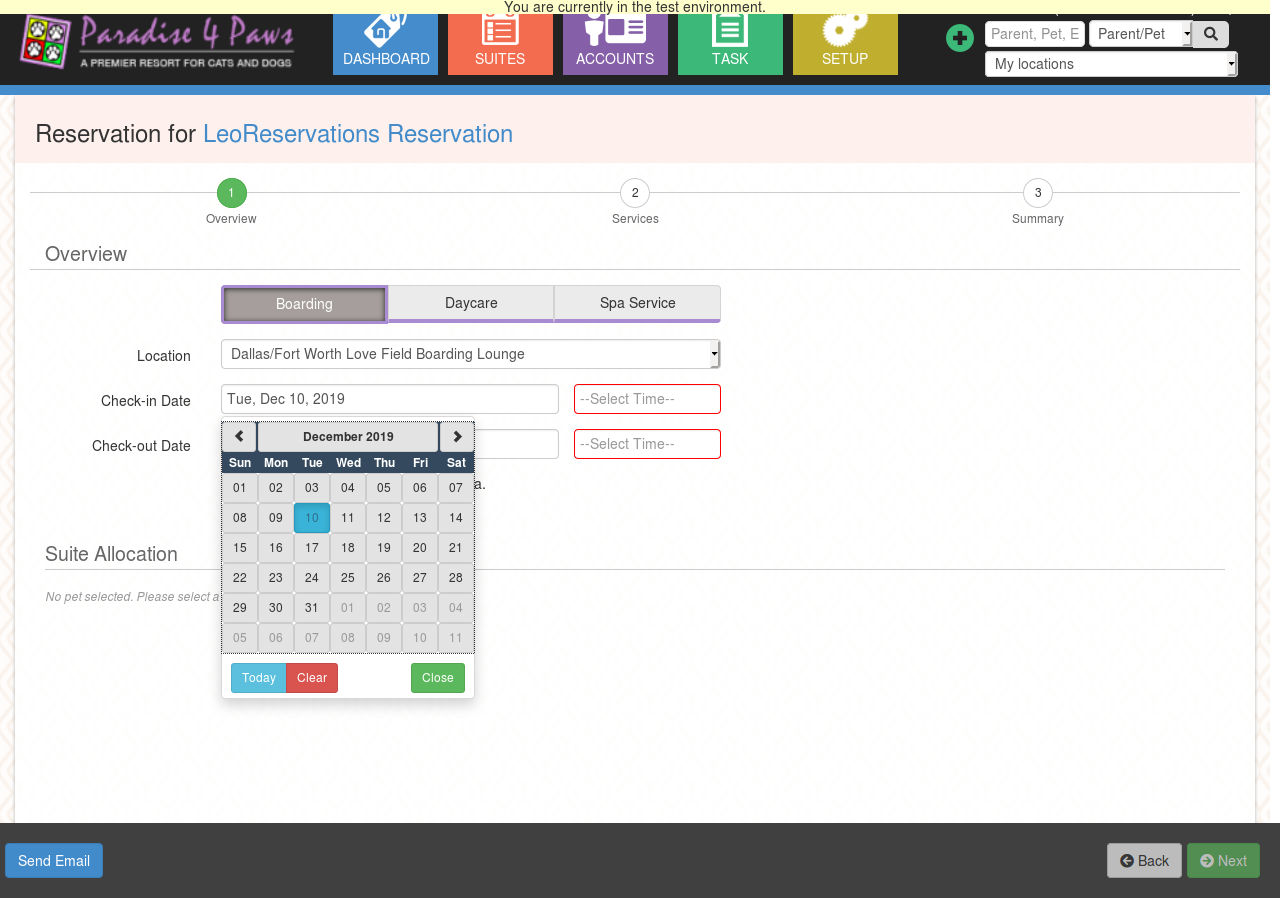 You are currently in the test environment.
Paradise 4 Paws
A PREMIER RESORT FOR CATS AND DOGS
DASHBOARD
SUITES
ACCOUNTS
TASK
SETUP
Parent, Pet, E
Parent/Pet
My locations
Reservation for LeoReservations Reservation
1
2
3
Overview
Services
Summary
Overview
Boarding
Daycare
Spa Service
Location
Dallas/Fort Worth Love Field Boarding Lounge
Check-in Date
Tue, Dec 10, 2019
--Select Time--
Check-out Date
--Select Time--
December 2019
Sun Mon Tue Wed Thu Fri Sat
a.
01 02 03 04 05 06 07
08 09 10 11 12 13 14
15 16 17 18 19 20 21
22 23 24 25 26 27 28
29 30 31 01 02 03 04
05 06 07 08 09 10 11
Today
Clear
Close
Suite Allocation
No pet selected. Please select a
Send Email
Back
Next